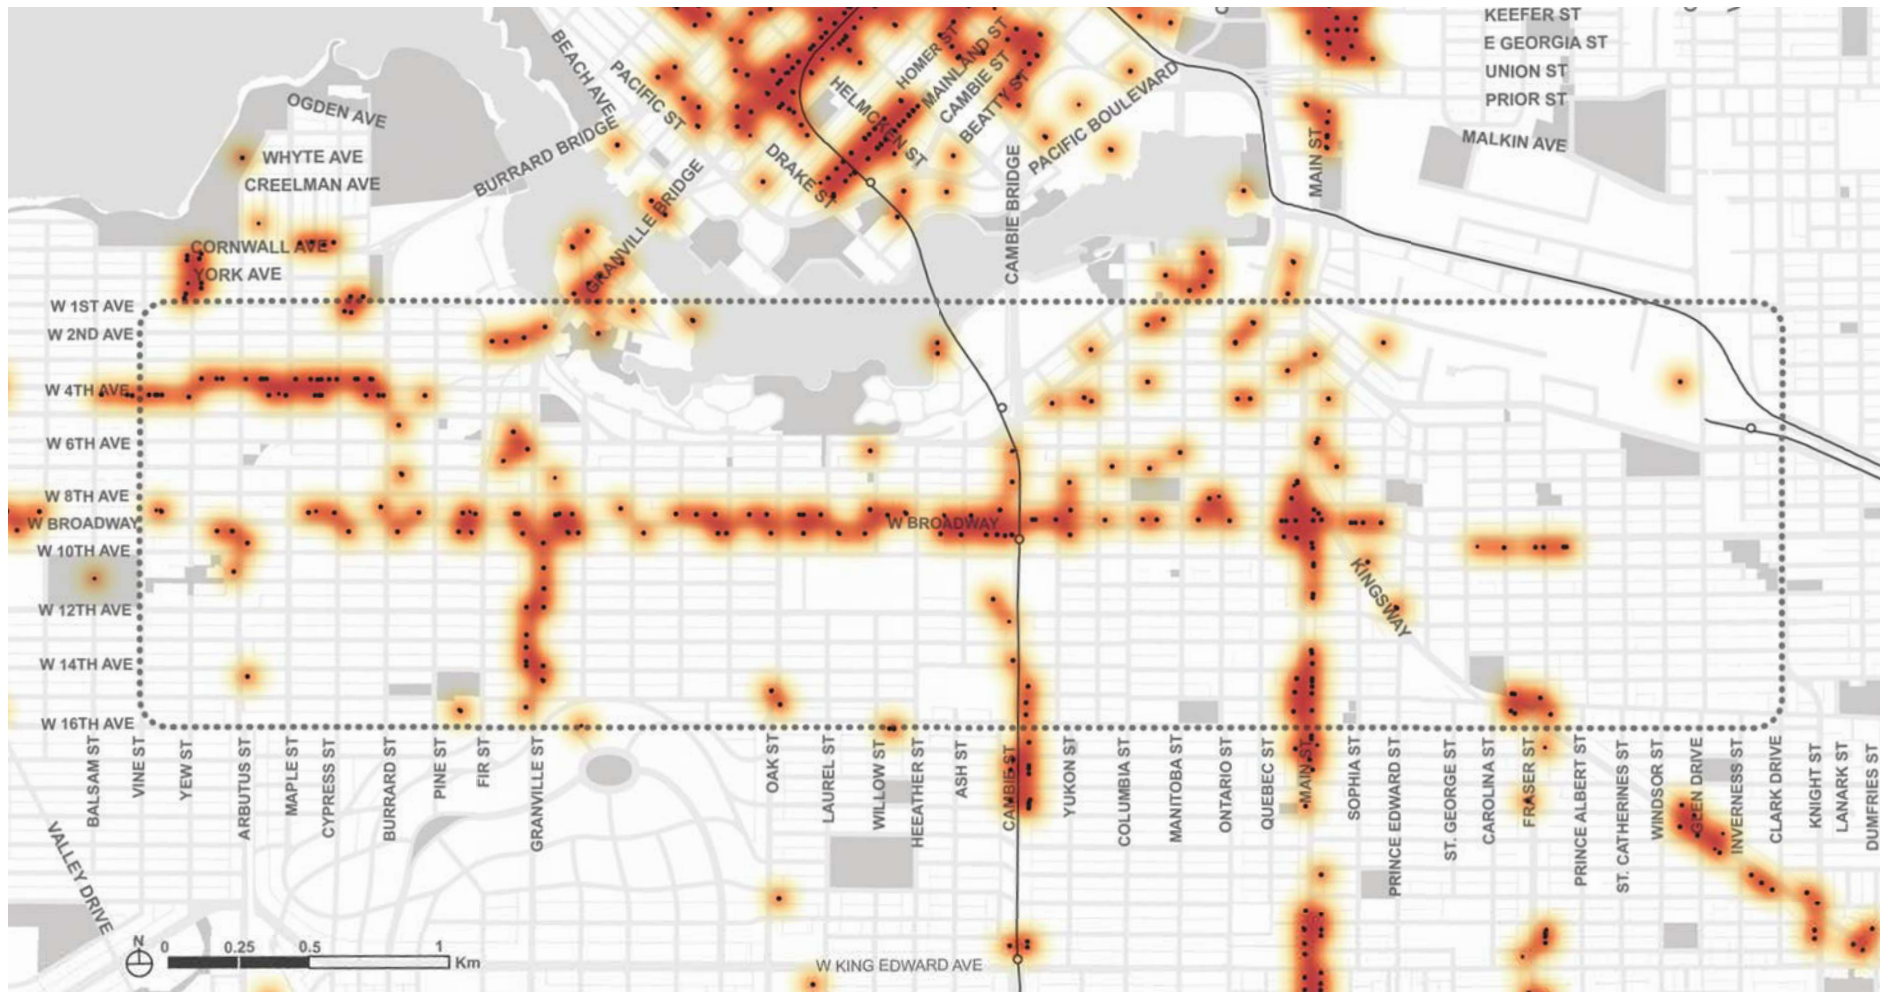 KEEFER ST
E GEORGIA ST
UNION ST
PRIOR ST
MALKIN AVE
BEACH AVE
PACIFIC ST
HOMER ST
MAINLAND ST
CAMBIE ST
BEATTY ST
HELMCKEN ST
PACIFIC BOULEVARD
DRAKE ST
MAIN ST
OGDEN AVE
WHYTE AVE
CREELMAN AVE
BURRARD BRIDGE
GRANVILLE BRIDGE
CAMBIE BRIDGE
CORNWALL AVE
YORK AVE
W 1ST AVE
W 2ND AVE
W 4TH AVE
W 6TH AVE
W 8TH AVE
W BROADWAY
W BROADWAY
W 10TH AVE
W 12TH AVE
KINGSWAY
W 14TH AVE
W 16TH AVE
BALSAM ST
VINE ST
YEW ST
ARBUTUS ST
MAPLE ST
CYPRESS ST
BURRARD ST
PINE ST
FIR ST
GRANVILLE ST
OAK ST
LAUREL ST
WILLOW ST
HEEATHER ST
ASH ST
CAMBIE ST
YUKON ST
COLUMBIA ST
MANITOBA ST
ONTARIO ST
QUEBEC ST
MAIN ST
SOPHIA ST
PRINCE EDWARD ST
ST. GEORGE ST
CAROLINA ST
FRASER ST
PRINCE ALBERT ST
ST. CATHERINES ST
WINDSOR ST
GLEN DRIVE
INVERNESS ST
CLARK DRIVE
KNIGHT ST
LANARK ST
DUMFRIES ST
VALLEY DRIVE
N
0 0.25 0.5 1
Km
W KING EDWARD AVE